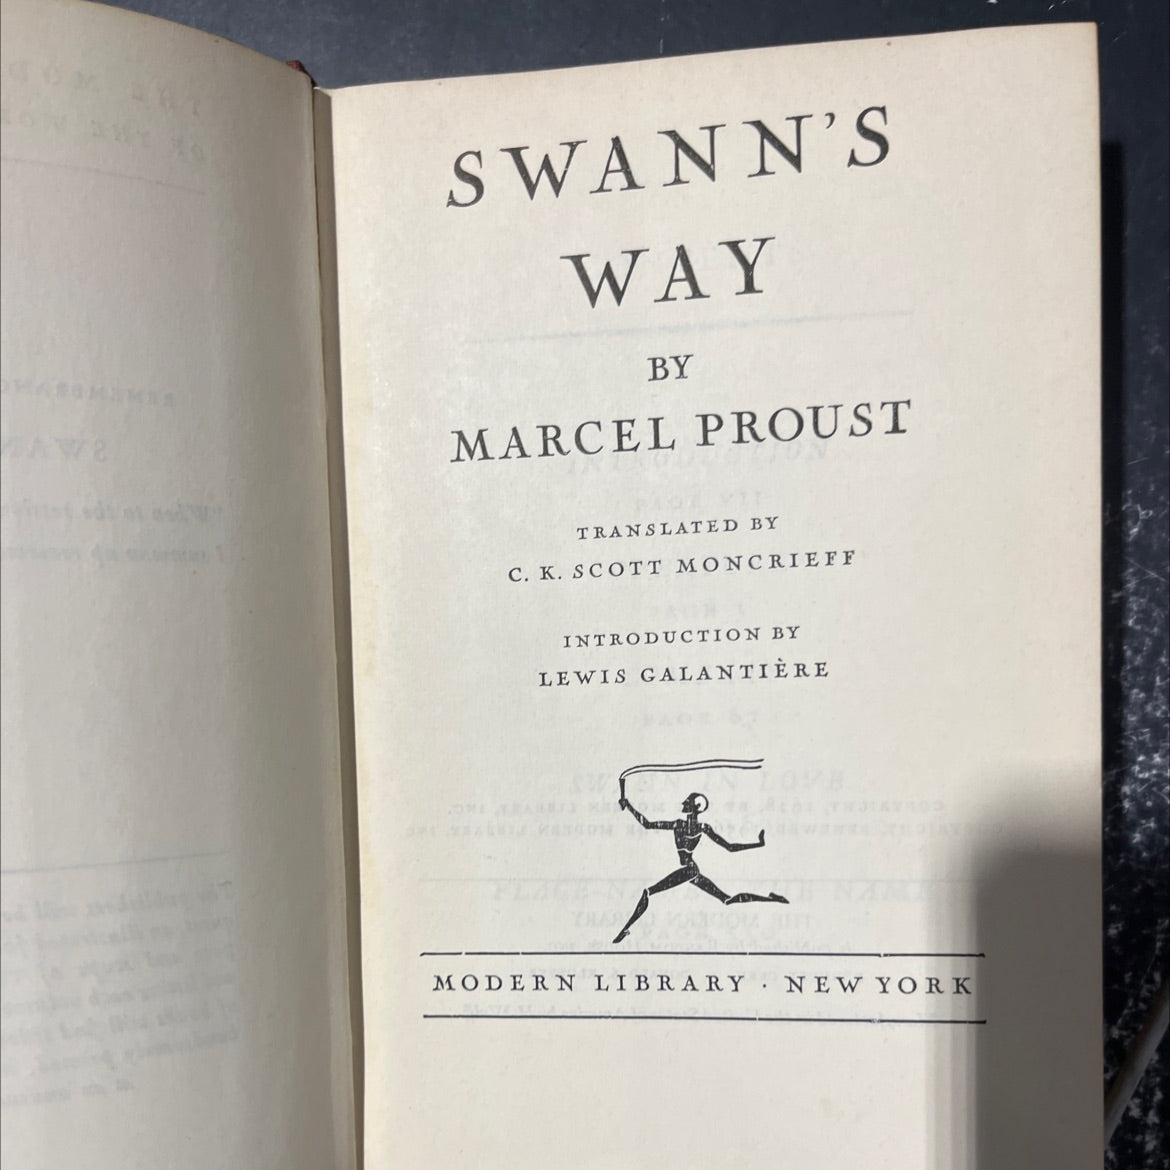 SWANN'S
WAY
BY
MARCEL PROUST
TRANSLATED BY
C. K. SCOTT MONCRIEFF
INTRODUCTION BY
LEWIS GALANTIÈRE
MODERN LIBRARY · NEW YORK